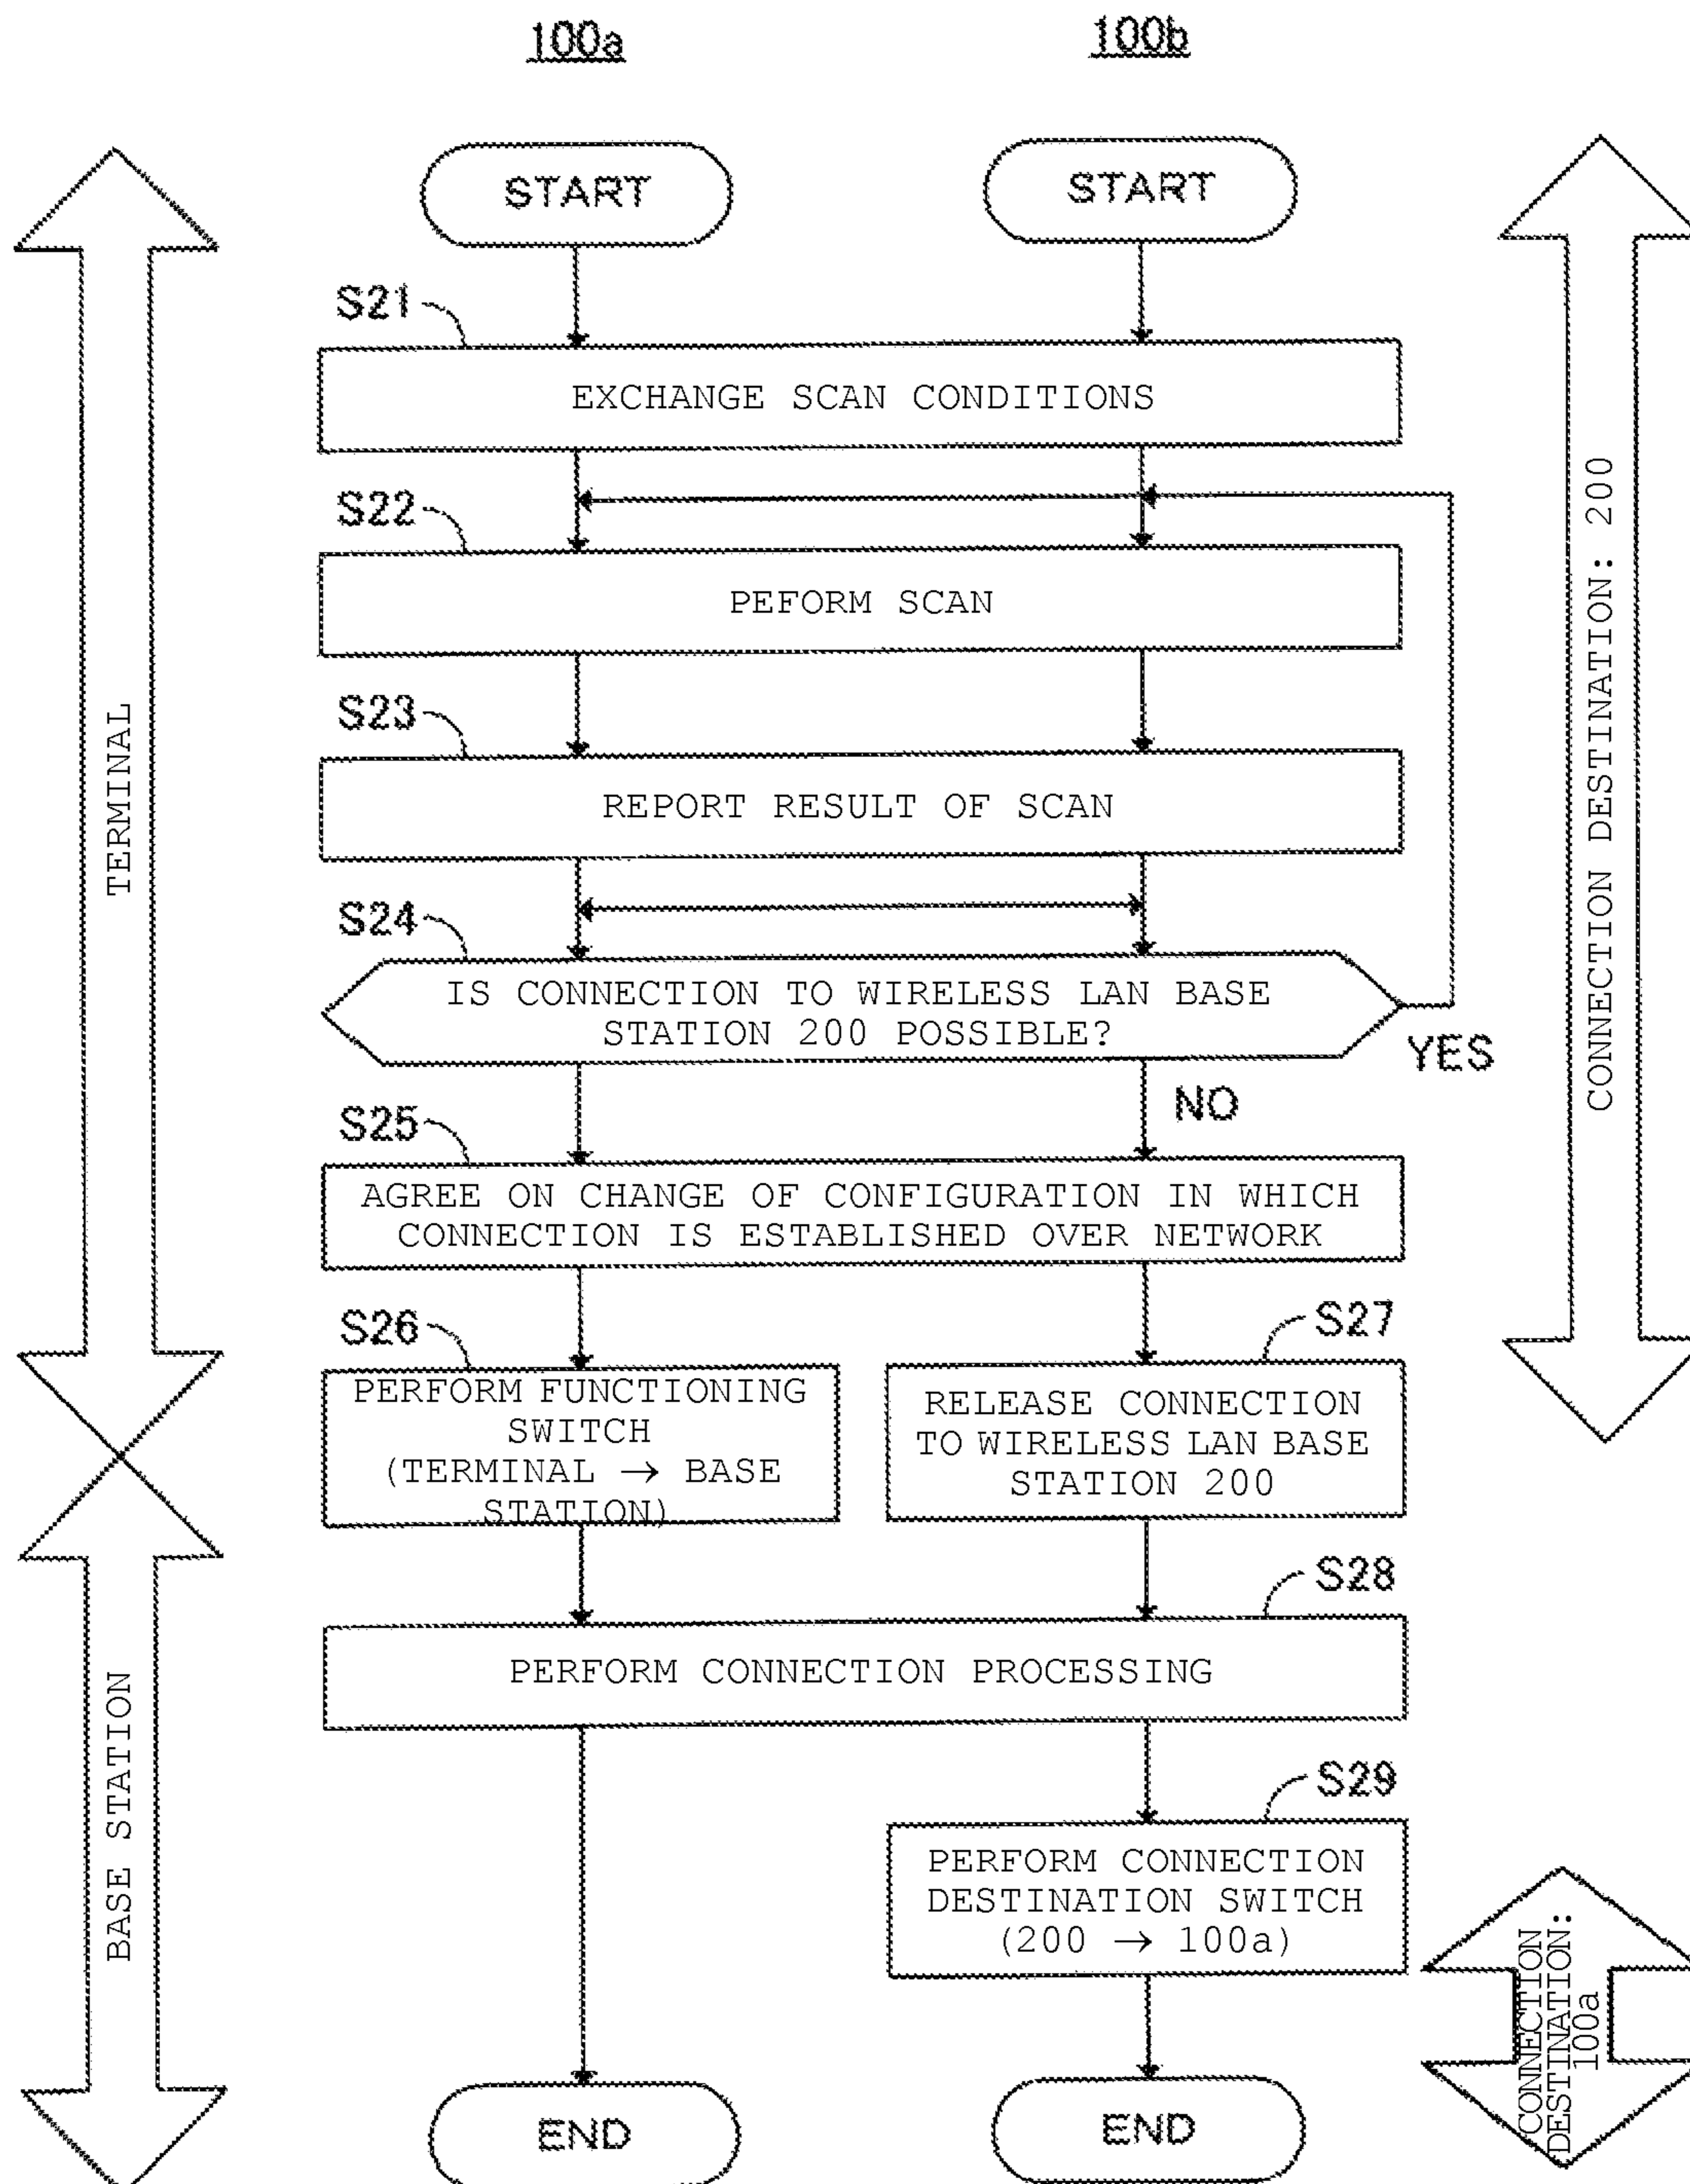 100a
100b
START
START
S21
EXCHANGE SCAN CONDITIONS
S22
PEFORM SCAN
S23
REPORT RESULT OF SCAN
S24
IS CONNECTION TO WIRELESS LAN BASE
STATION 200 POSSIBLE?
YES
NO
S25
AGREE ON CHANGE OF CONFIGURATION IN WHICH
CONNECTION IS ESTABLISHED OVER NETWORK
S26
PERFORM FUNCTIONING
SWITCH
(TERMINAL → BASE
STATION)
S27
RELEASE CONNECTION
TO WIRELESS LAN BASE
STATION 200
S28
PERFORM CONNECTION PROCESSING
S29
PERFORM CONNECTION
DESTINATION SWITCH
(200 → 100a)
END
END
TERMINAL
BASE STATION
CONNECTION DESTINATION: 200
CONNECTION
DESTINATION:
100a